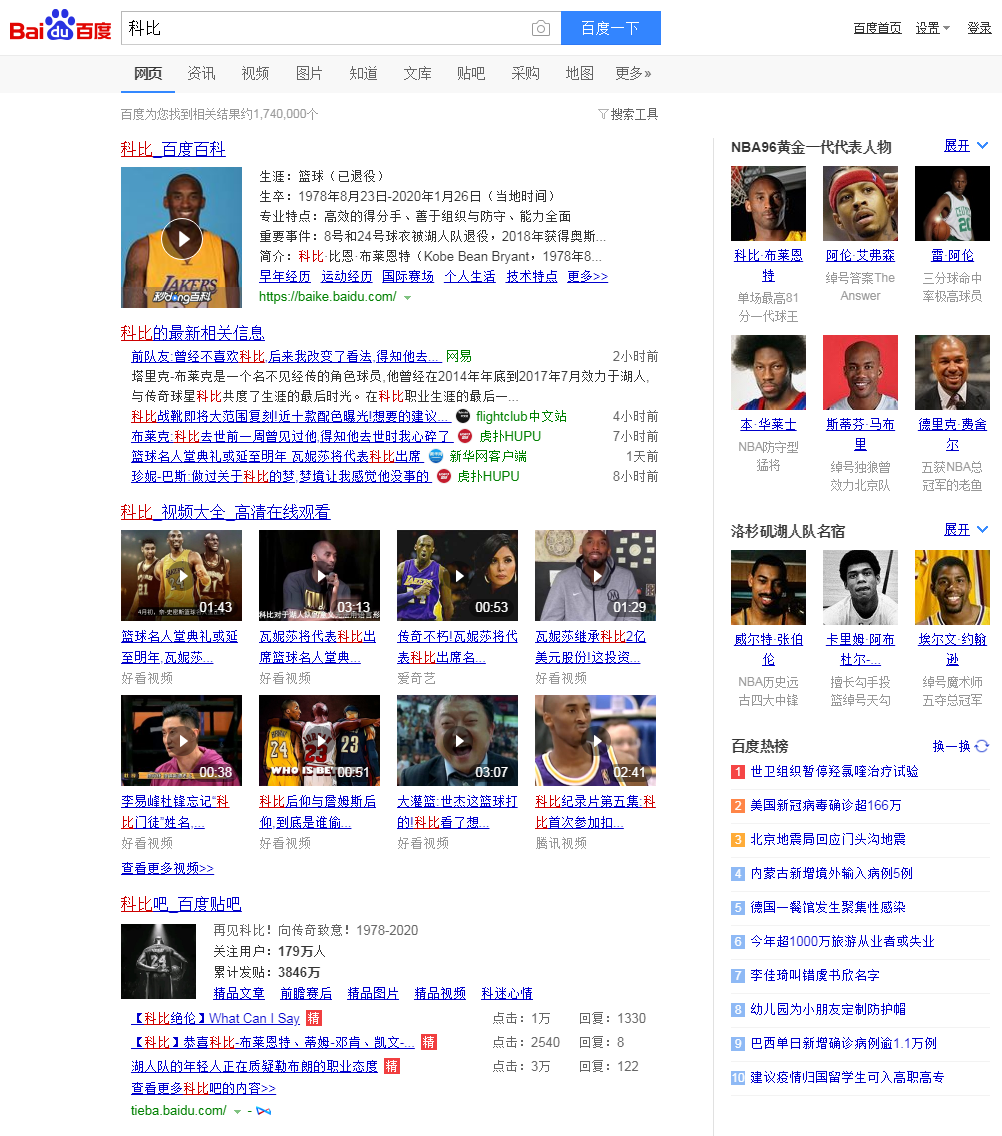 Bai du 百度
科比
百度一下
百度首页 设置 登录
网页 资讯 视频 图片 知道 文库 贴吧 采购 地图 更多»
百度为您找到相关结果约1,740,000个
搜索工具
科比_百度百科
秒d·ng百科
生涯：篮球（已退役）
生卒：1978年8月23日-2020年1月26日（当地时间）
专业特点：高效的得分手、善于组织与防守、能力全面
重要事件：8号和24号球衣被湖人队退役，2018年获得奥斯...
简介：科比·比恩·布莱恩特（Kobe Bean Bryant，1978年8...
早年经历 运动经历 国际赛场 个人生活 技术特点 更多>>
https://baike.baidu.com/
科比的最新相关信息
前队友:曾经不喜欢科比,后来我改变了看法,得知他去... 网易 2小时前
塔里克-布莱克是一个名不见经传的角色球员,他曾经在2014年年底到2017年7月效力于湖人,
与传奇球星科比共度了生涯的最后时光。在科比职业生涯的最后一...
科比战靴即将大范围复刻!近十款配色曝光!想要的建议... flightclub中文站 4小时前
布莱克:科比去世前一周曾见过他,得知他去世时我心碎了 虎扑HUPU 7小时前
篮球名人堂典礼或延至明年 瓦妮莎将代表科比出席 新华网客户端 1天前
珍妮-巴斯:做过关于科比的梦,梦境让我感觉他没事的 虎扑HUPU 8小时前
科比_视频大全_高清在线观看
01:43 03:13 00:53 01:29
篮球名人堂典礼或延至明年,瓦妮莎...
好看视频
瓦妮莎将代表科比出席篮球名人堂典...
好看视频
传奇不朽!瓦妮莎将代表科比出席名...
爱奇艺
瓦妮莎继承科比2亿美元股份!这投资...
好看视频
00:38 00:51 03:07 02:41
WHO IS BE
李易峰杜锋忘记“科比门徒”姓名,...
好看视频
科比后仰与詹姆斯后仰,到底是谁偷...
好看视频
大灌篮:世杰这篮球打的!科比看了想...
好看视频
科比纪录片第五集:科比首次参加扣...
腾讯视频
查看更多视频>>
科比吧_百度贴吧
再见科比！向传奇致意！1978-2020
关注用户：179万人
累计发贴：3846万
精品文章 前瞻赛后 精品图片 精品视频 科迷心情
【科比绝伦】What Can I Say 精 点击：1万 回复：1330
【科比】恭喜科比-布莱恩特、蒂姆-邓肯、凯文-... 精 点击：2540 回复：8
湖人队的年轻人正在质疑勒布朗的职业态度 精 点击：3万 回复：122
查看更多科比吧的内容>>
tieba.baidu.com/ -
NBA96黄金一代代表人物 展开
科比·布莱恩特
单场最高81分一代球王
阿伦·艾弗森
绰号答案The Answer
雷·阿伦
三分球命中率极高球员
本·华莱士
NBA防守型猛将
斯蒂芬·马布里
绰号独狼曾效力北京队
德里克·费舍尔
五获NBA总冠军的老鱼
洛杉矶湖人队名宿 展开
威尔特·张伯伦
NBA历史远古四大中锋
卡里姆·阿布杜尔-...
擅长勾手投篮绰号天勾
埃尔文·约翰逊
绰号魔术师五夺总冠军
百度热榜 换一换
1 世卫组织暂停羟氯喹治疗试验
2 美国新冠病毒确诊超166万
3 北京地震局回应门头沟地震
4 内蒙古新增境外输入病例5例
5 德国一餐馆发生聚集性感染
6 今年超1000万旅游从业者或失业
7 李佳琦叫错虞书欣名字
8 幼儿园为小朋友定制防护帽
9 巴西单日新增确诊病例逾1.1万例
10 建议疫情归国留学生可入高职高专